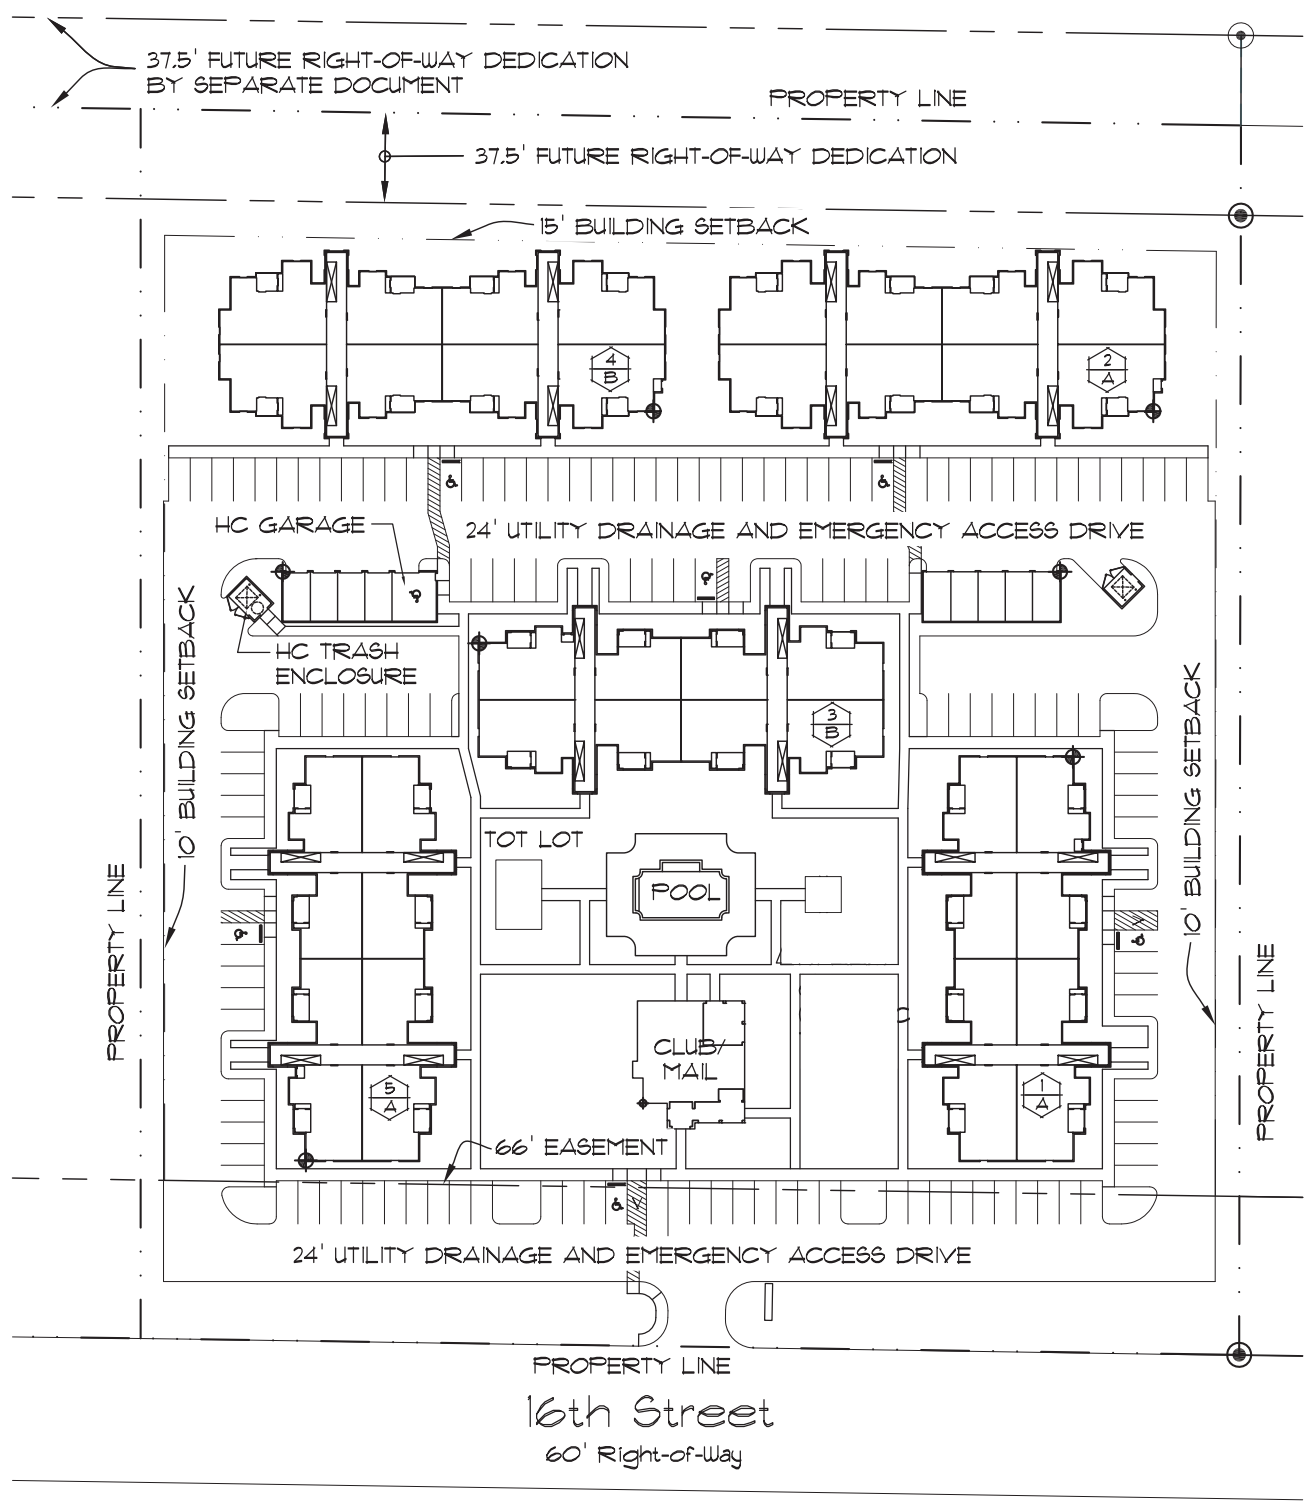 37.5' FUTURE RIGHT-OF-WAY DEDICATION
BY SEPARATE DOCUMENT
PROPERTY LINE
37.5' FUTURE RIGHT-OF-WAY DEDICATION
15' BUILDING SETBACK
4
B
2
A
HC GARAGE
24' UTILITY DRAINAGE AND EMERGENCY ACCESS DRIVE
HC TRASH
ENCLOSURE
10' BUILDING SETBACK
10' BUILDING SETBACK
3
B
TOT LOT
POOL
PROPERTY LINE
PROPERTY LINE
CLUB/
MAIL
5
A
1
A
66' EASEMENT
V
V
24' UTILITY DRAINAGE AND EMERGENCY ACCESS DRIVE
PROPERTY LINE
16th Street
60' Right-of-Way